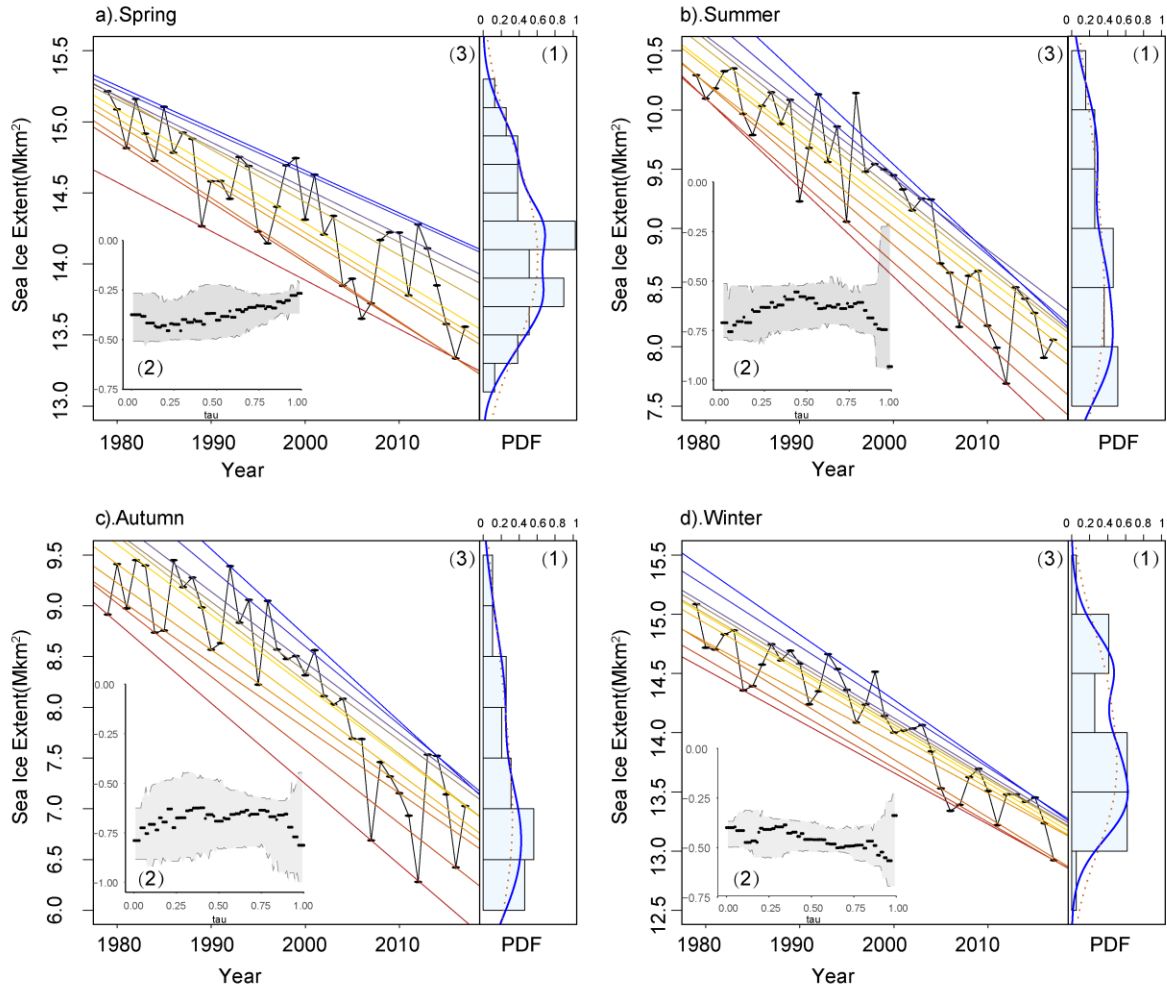 a).Spring
0 0.2 0.4 0.6 0.8 1
(3) (1)
Sea Ice Extent(Mkm²)
15.5
15.0
14.5
14.0
13.5
13.0
0.00
-0.25
-0.50
-0.75
(2)
0.00 0.25 0.50 0.75 1.00
tau
1980 1990 2000 2010 PDF
Year
b).Summer
0 0.2 0.4 0.6 0.8 1
(3) (1)
Sea Ice Extent(Mkm²)
10.5
10.0
9.5
9.0
8.5
8.0
7.5
0.00
-0.25
-0.50
-0.75
-1.00
(2)
0.00 0.25 0.50 0.75 1.00
tau
1980 1990 2000 2010 PDF
Year
c).Autumn
0 0.2 0.4 0.6 0.8 1
(3) (1)
Sea Ice Extent(Mkm²)
9.5
9.0
8.5
8.0
7.5
7.0
6.5
6.0
0.00
-0.25
-0.50
-0.75
-1.00
(2)
0.00 0.25 0.50 0.75 1.00
tau
1980 1990 2000 2010 PDF
Year
d).Winter
0 0.2 0.4 0.6 0.8 1
(3) (1)
Sea Ice Extent(Mkm²)
15.5
15.0
14.5
14.0
13.5
13.0
12.5
0.00
-0.25
-0.50
-0.75
(2)
0.00 0.25 0.50 0.75 1.00
tau
1980 1990 2000 2010 PDF
Year